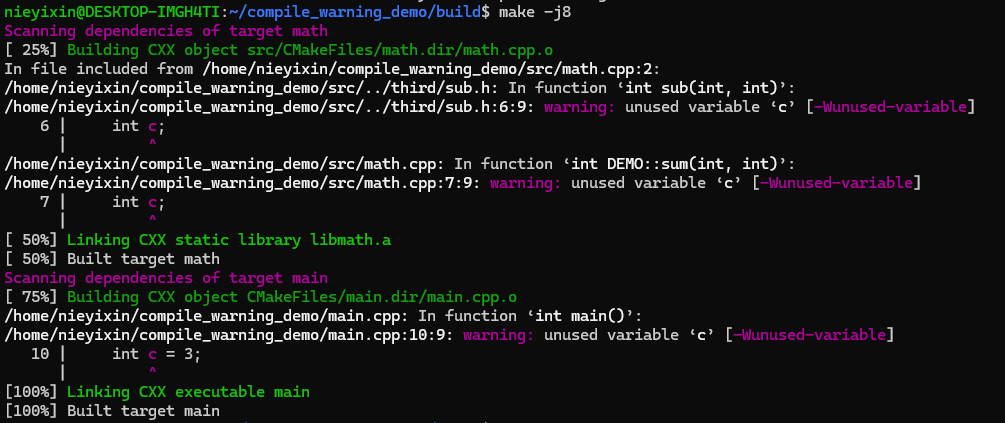 nieyixin@DESKTOP-IMGH4TI:~/compile_warning_demo/build$ make -j8
Scanning dependencies of target math
[ 25%] Building CXX object src/CMakeFiles/math.dir/math.cpp.o
In file included from /home/nieyixin/compile_warning_demo/src/math.cpp:2:
/home/nieyixin/compile_warning_demo/src/../third/sub.h: In function ‘int sub(int, int)’:
/home/nieyixin/compile_warning_demo/src/../third/sub.h:6:9: warning: unused variable ‘c’ [-Wunused-variable]
    6 |     int c;
      |         ^
/home/nieyixin/compile_warning_demo/src/math.cpp: In function ‘int DEMO::sum(int, int)’:
/home/nieyixin/compile_warning_demo/src/math.cpp:7:9: warning: unused variable ‘c’ [-Wunused-variable]
    7 |     int c;
      |         ^
[ 50%] Linking CXX static library libmath.a
[ 50%] Built target math
Scanning dependencies of target main
[ 75%] Building CXX object CMakeFiles/main.dir/main.cpp.o
/home/nieyixin/compile_warning_demo/main.cpp: In function ‘int main()’:
/home/nieyixin/compile_warning_demo/main.cpp:10:9: warning: unused variable ‘c’ [-Wunused-variable]
   10 |     int c = 3;
      |         ^
[100%] Linking CXX executable main
[100%] Built target main